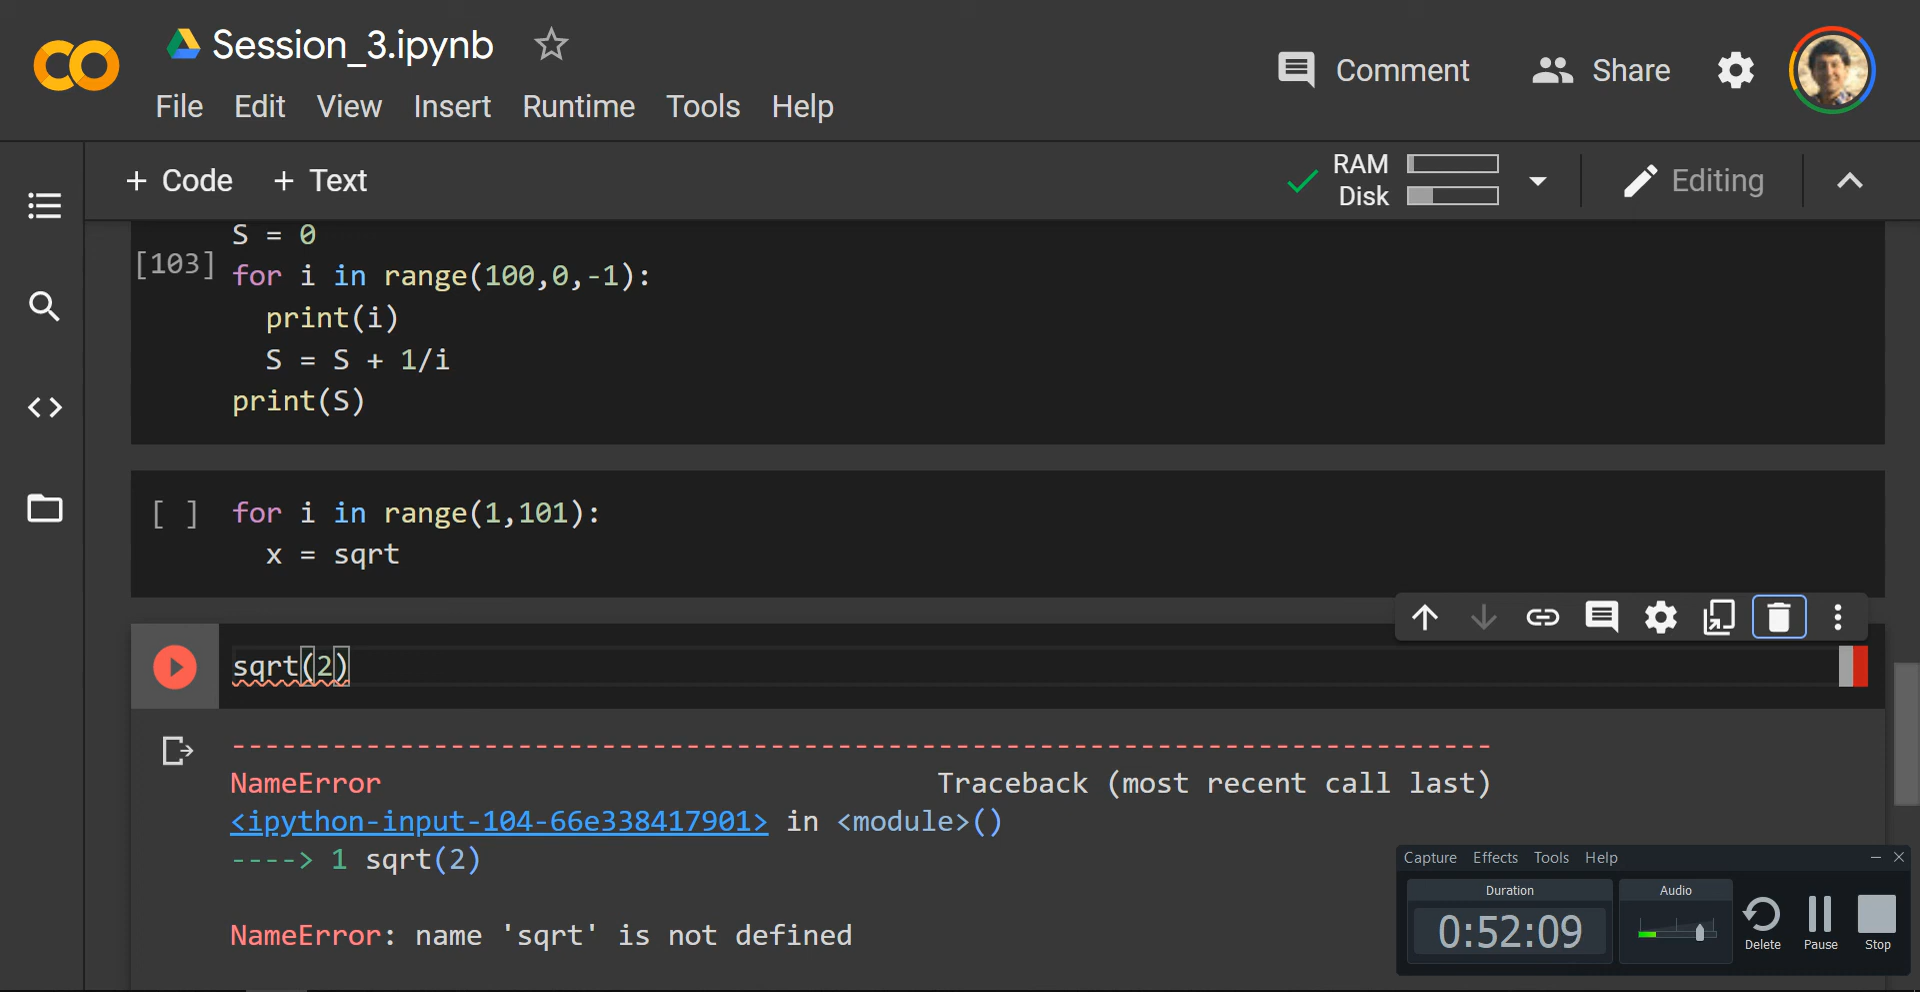 Session_3.ipynb
Comment
Share
File Edit View Insert Runtime Tools Help
+ Code + Text
RAM
Disk
Editing
S = 0
[103]
for i in range(100,0,-1):
  print(i)
  S = S + 1/i
print(S)
[ ] for i in range(1,101):
  x = sqrt
sqrt(2)
---------------------------------------------------------------------------
NameError Traceback (most recent call last)
<ipython-input-104-66e338417901> in <module>()
----> 1 sqrt(2)
NameError: name 'sqrt' is not defined
Capture Effects Tools Help
Duration
Audio
0:52:09
Delete Pause Stop